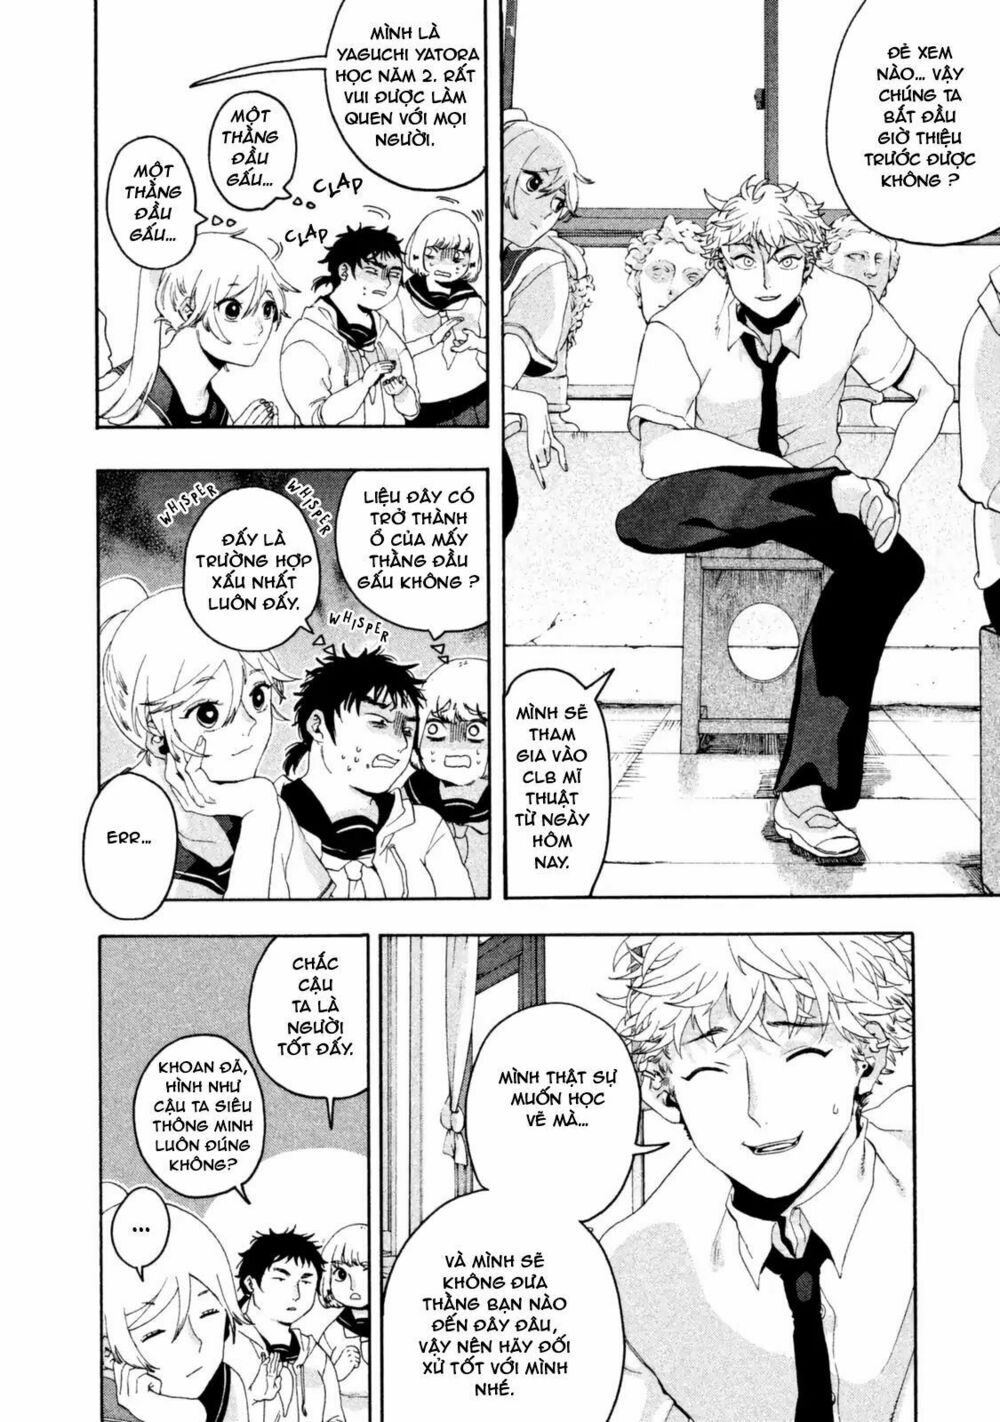 ĐẺ XEM
NÀO... VẬY
CHÚNG TA
BẮT ĐẦU
GIỜ THIỆU
TRƯỚC ĐƯỢC
KHÔNG ?
MÌNH SẼ
THAM
GIA VÀO
CLB MĨ
THUẬT
TỪ NGÀY
HÔM
NAY.
MÌNH LÀ
YAGUCHI YATORA
HỌC NĂM 2. RẤT
VUI ĐƯỢC LÀM
QUEN VỚI MỌI
NGƯỜI.
MỘT
THẰNG
ĐẦU
GẤU...
MỘT
THẰNG
ĐẦU
GẤU...
CLAP
CLAP
LIỆU ĐÂY CÓ
TRỞ THÀNH
Ổ CỦA MẤY
THẰNG ĐẦU
GẤU KHÔNG ?
WHISPER
WHISPER
ĐẤY LÀ
TRƯỜNG HỢP
XẤU NHẤT
LUÔN ĐẤY.
WHISPER
ERR...
MÌNH THẬT SỰ
MUỐN HỌC
VẼ MÀ...
VÀ MÌNH SẼ
KHÔNG ĐƯA
THẰNG BẠN NÀO
ĐẾN ĐÂY ĐÂU,
VẬY NÊN HÃY ĐỐI
XỬ TỐT VỚI MÌNH
NHÉ.
CHẮC
CẬU
TA LÀ
NGƯỜI
TỐT ĐẤY.
KHOAN ĐÃ,
HÌNH NHƯ
CẬU TA SIÊU
THÔNG MINH
LUÔN ĐÚNG
KHÔNG?
...